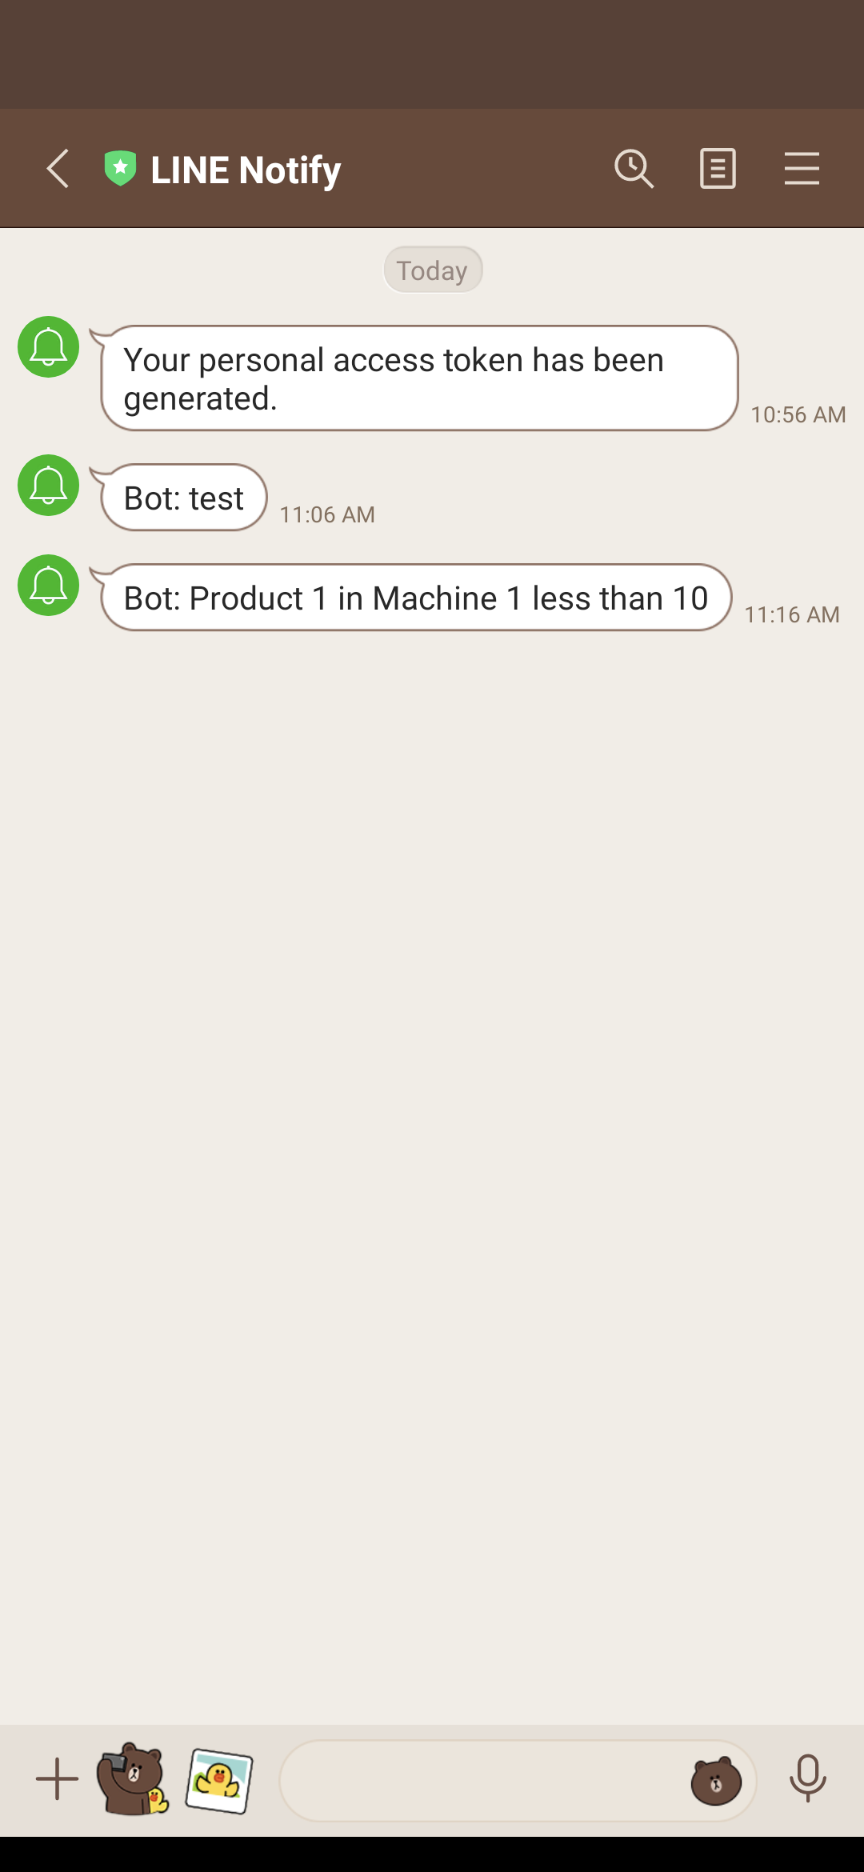 LINE Notify
Today
Your personal access token has been
generated.
10:56 AM
Bot: test
11:06 AM
Bot: Product 1 in Machine 1 less than 10
11:16 AM